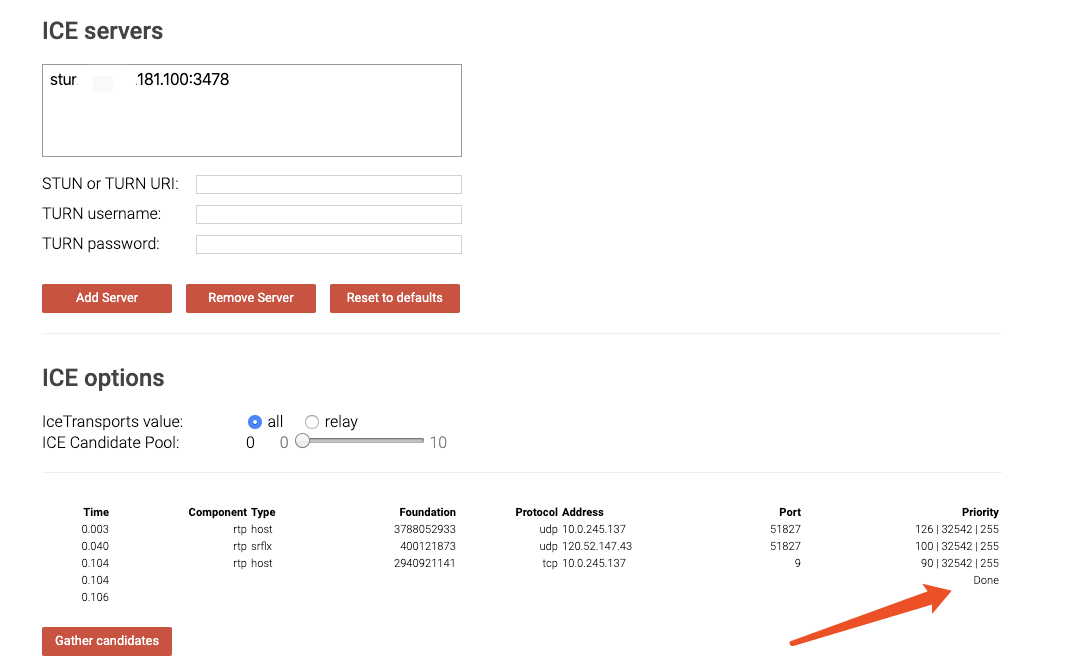 ICE servers
stur .181.100:3478
STUN or TURN URI:
TURN username:
TURN password:
Add Server Remove Server Reset to defaults
ICE options
IceTransports value: all relay
ICE Candidate Pool: 0 0 10
Time Component Type Foundation Protocol Address Port Priority
0.003 rtp host 3788052933 udp 10.0.245.137 51827 126 | 32542 | 255
0.040 rtp srflx 400121873 udp 120.52.147.43 51827 100 | 32542 | 255
0.104 rtp host 2940921141 tcp 10.0.245.137 9 90 | 32542 | 255
0.104 Done
0.106
Gather candidates